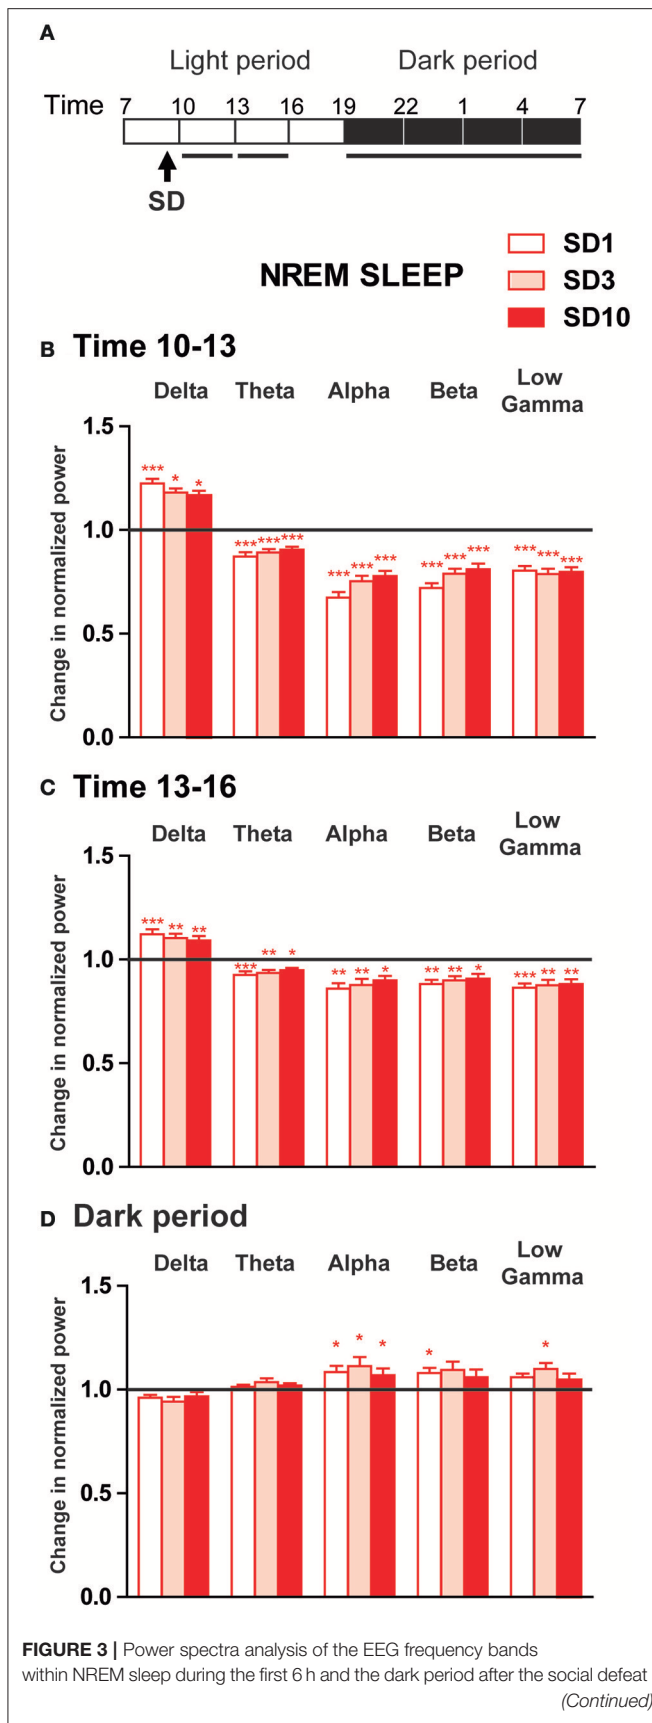 A
Light period Dark period
Time 7 10 13 16 19 22 1 4 7
SD
SD1
NREM SLEEP
SD3
SD10
B Time 10-13
Delta Theta Alpha Beta Low Gamma
Change in normalized power
1.5
1.0
0.5
0.0
*** * *
*** *** ***
*** *** ***
*** *** ***
*** *** ***
C Time 13-16
Delta Theta Alpha Beta Low Gamma
Change in normalized power
1.5
1.0
0.5
0.0
*** ** **
*** ** *
** ** *
** ** *
*** ** **
D Dark period
Delta Theta Alpha Beta Low Gamma
Change in normalized power
1.5
1.0
0.5
0.0
* * *
*
*
FIGURE 3 | Power spectra analysis of the EEG frequency bands
within NREM sleep during the first 6 h and the dark period after the social defeat
(Continued)